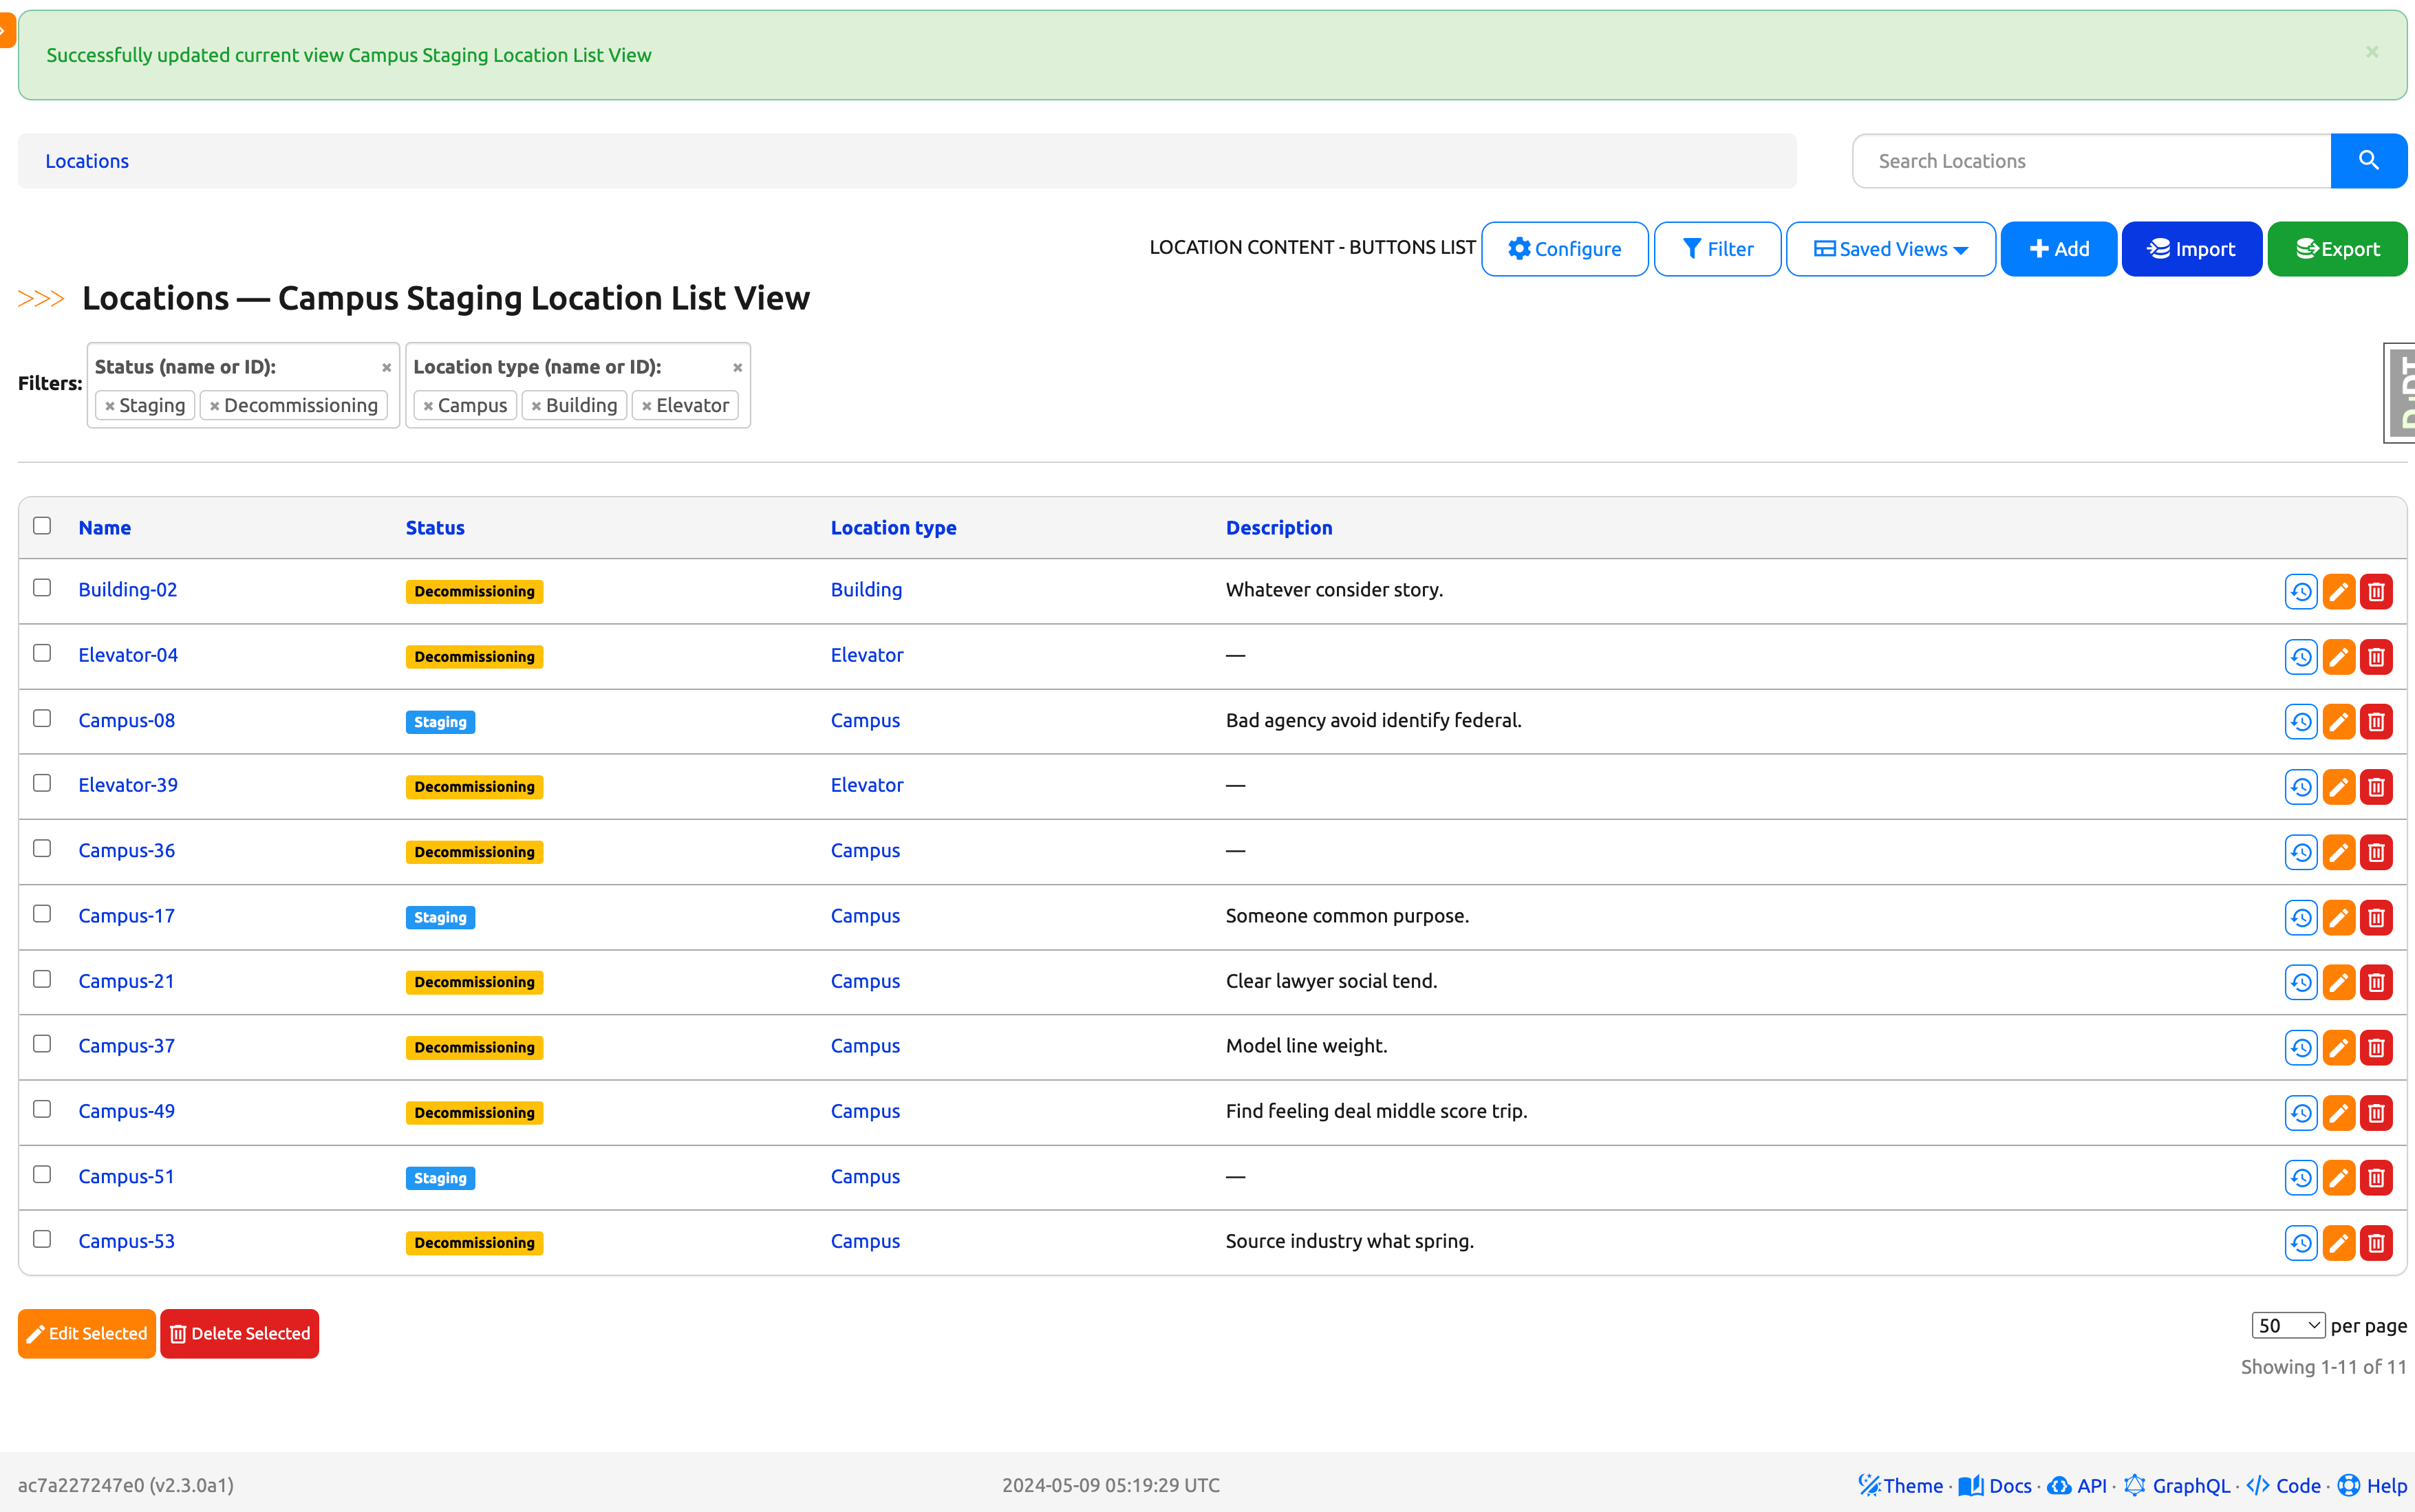 Successfully updated current view Campus Staging Location List View
×
Locations
Search Locations
LOCATION CONTENT - BUTTONS LIST Configure Filter Saved Views Add Import Export
>>> Locations — Campus Staging Location List View
Filters:
Status (name or ID): ×
× Staging × Decommissioning
Location type (name or ID): ×
× Campus × Building × Elevator
DJDT
Name Status Location type Description
Building-02 Decommissioning Building Whatever consider story.
Elevator-04 Decommissioning Elevator —
Campus-08 Staging Campus Bad agency avoid identify federal.
Elevator-39 Decommissioning Elevator —
Campus-36 Decommissioning Campus —
Campus-17 Staging Campus Someone common purpose.
Campus-21 Decommissioning Campus Clear lawyer social tend.
Campus-37 Decommissioning Campus Model line weight.
Campus-49 Decommissioning Campus Find feeling deal middle score trip.
Campus-51 Staging Campus —
Campus-53 Decommissioning Campus Source industry what spring.
Edit Selected Delete Selected
50 per page
Showing 1-11 of 11
ac7a227247e0 (v2.3.0a1)
2024-05-09 05:19:29 UTC
Theme · Docs · API · GraphQL · Code · Help